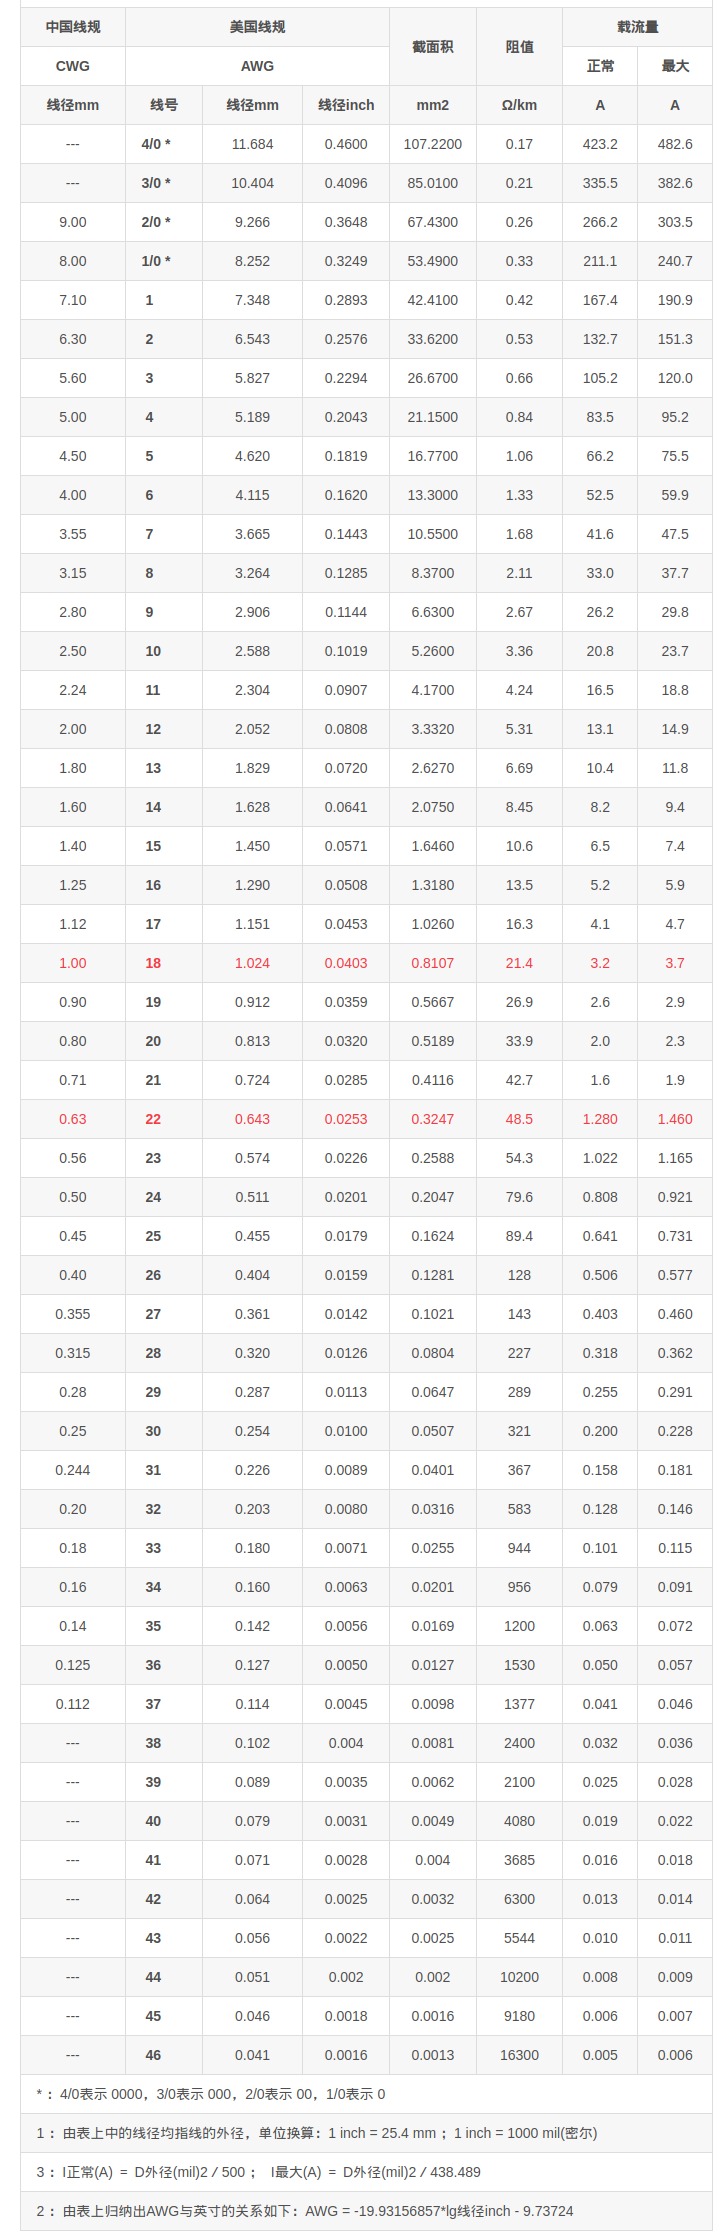 中国线规 美国线规 截面积 阻值 载流量
CWG AWG 正常 最大
线径mm 线号 线径mm 线径inch mm2 Ω/km A A
--- 4/0 * 11.684 0.4600 107.2200 0.17 423.2 482.6
--- 3/0 * 10.404 0.4096 85.0100 0.21 335.5 382.6
9.00 2/0 * 9.266 0.3648 67.4300 0.26 266.2 303.5
8.00 1/0 * 8.252 0.3249 53.4900 0.33 211.1 240.7
7.10 1 7.348 0.2893 42.4100 0.42 167.4 190.9
6.30 2 6.543 0.2576 33.6200 0.53 132.7 151.3
5.60 3 5.827 0.2294 26.6700 0.66 105.2 120.0
5.00 4 5.189 0.2043 21.1500 0.84 83.5 95.2
4.50 5 4.620 0.1819 16.7700 1.06 66.2 75.5
4.00 6 4.115 0.1620 13.3000 1.33 52.5 59.9
3.55 7 3.665 0.1443 10.5500 1.68 41.6 47.5
3.15 8 3.264 0.1285 8.3700 2.11 33.0 37.7
2.80 9 2.906 0.1144 6.6300 2.67 26.2 29.8
2.50 10 2.588 0.1019 5.2600 3.36 20.8 23.7
2.24 11 2.304 0.0907 4.1700 4.24 16.5 18.8
2.00 12 2.052 0.0808 3.3320 5.31 13.1 14.9
1.80 13 1.829 0.0720 2.6270 6.69 10.4 11.8
1.60 14 1.628 0.0641 2.0750 8.45 8.2 9.4
1.40 15 1.450 0.0571 1.6460 10.6 6.5 7.4
1.25 16 1.290 0.0508 1.3180 13.5 5.2 5.9
1.12 17 1.151 0.0453 1.0260 16.3 4.1 4.7
1.00 18 1.024 0.0403 0.8107 21.4 3.2 3.7
0.90 19 0.912 0.0359 0.5667 26.9 2.6 2.9
0.80 20 0.813 0.0320 0.5189 33.9 2.0 2.3
0.71 21 0.724 0.0285 0.4116 42.7 1.6 1.9
0.63 22 0.643 0.0253 0.3247 48.5 1.280 1.460
0.56 23 0.574 0.0226 0.2588 54.3 1.022 1.165
0.50 24 0.511 0.0201 0.2047 79.6 0.808 0.921
0.45 25 0.455 0.0179 0.1624 89.4 0.641 0.731
0.40 26 0.404 0.0159 0.1281 128 0.506 0.577
0.355 27 0.361 0.0142 0.1021 143 0.403 0.460
0.315 28 0.320 0.0126 0.0804 227 0.318 0.362
0.28 29 0.287 0.0113 0.0647 289 0.255 0.291
0.25 30 0.254 0.0100 0.0507 321 0.200 0.228
0.244 31 0.226 0.0089 0.0401 367 0.158 0.181
0.20 32 0.203 0.0080 0.0316 583 0.128 0.146
0.18 33 0.180 0.0071 0.0255 944 0.101 0.115
0.16 34 0.160 0.0063 0.0201 956 0.079 0.091
0.14 35 0.142 0.0056 0.0169 1200 0.063 0.072
0.125 36 0.127 0.0050 0.0127 1530 0.050 0.057
0.112 37 0.114 0.0045 0.0098 1377 0.041 0.046
--- 38 0.102 0.004 0.0081 2400 0.032 0.036
--- 39 0.089 0.0035 0.0062 2100 0.025 0.028
--- 40 0.079 0.0031 0.0049 4080 0.019 0.022
--- 41 0.071 0.0028 0.004 3685 0.016 0.018
--- 42 0.064 0.0025 0.0032 6300 0.013 0.014
--- 43 0.056 0.0022 0.0025 5544 0.010 0.011
--- 44 0.051 0.002 0.002 10200 0.008 0.009
--- 45 0.046 0.0018 0.0016 9180 0.006 0.007
--- 46 0.041 0.0016 0.0013 16300 0.005 0.006
* ：4/0表示 0000，3/0表示 000，2/0表示 00，1/0表示 0
1 ：由表上中的线径均指线的外径，单位换算：1 inch = 25.4 mm ；1 inch = 1000 mil(密尔)
3 ：I正常(A) = D外径(mil)2 / 500 ； I最大(A) = D外径(mil)2 / 438.489
2 ：由表上归纳出AWG与英寸的关系如下：AWG = -19.93156857*lg线径inch - 9.73724